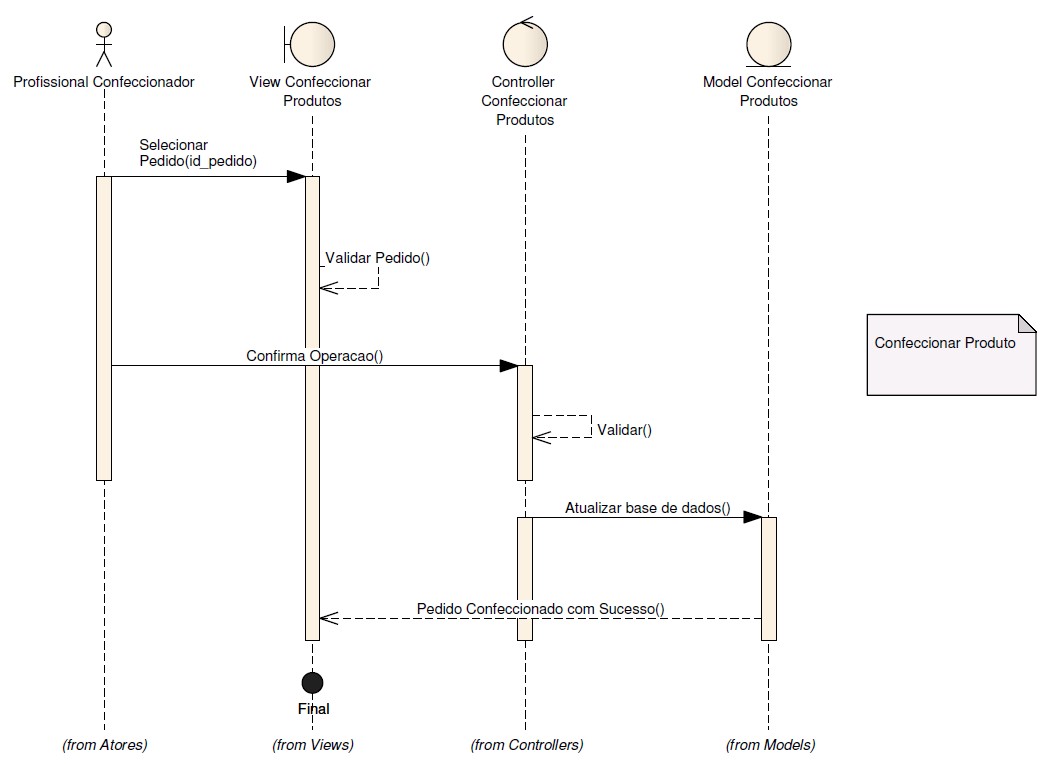 Profissional Confeccionador
View Confeccionar
Produtos
Controller
Confeccionar
Produtos
Model Confeccionar
Produtos
Selecionar
Pedido(id_pedido)
Validar Pedido()
Confeccionar Produto
Confirma Operacao()
Validar()
Atualizar base de dados()
Pedido Confeccionado com Sucesso()
Final
(from Atores)
(from Views)
(from Controllers)
(from Models)